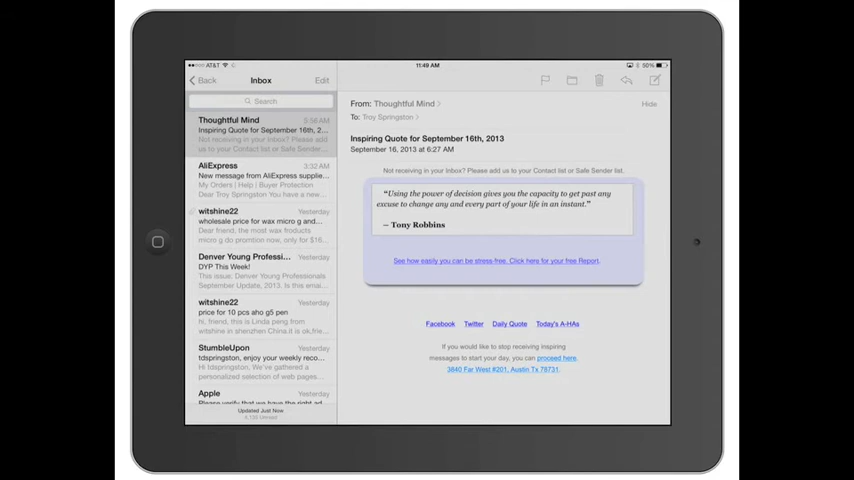 AT&T
11:49 AM
50%
Back
Inbox
Edit
Search
Thoughtful Mind 5:56 AM
Inspiring Quote for September 16th, 2...
Not receiving in your Inbox? Please add
us to your Contact list or Safe Sender...
AliExpress 3:32 AM
New message from AliExpress supplie...
My Orders | Help | Buyer Protection
Dear Troy Springston You have a new...
witshine22 Yesterday
wholesale price for wax micro g and...
Dear friend, the most wax produts
micro g do promtion now, only for $16...
Denver Young Professi... Yesterday
DYP This Week!
This issue, Denver Young Professionals
September Update, 2013. Is this emai...
witshine22 Yesterday
price for 10 pcs aho g5 pen
hi, friend, this is Linda peng from
witshine in shenzhen China.it is ok,frie...
StumbleUpon Yesterday
tdspringston, enjoy your weekly reco...
Hi tdspringston, We've gathered a
personalized selection of web pages...
Apple Yesterday
Please verify that we have the right ad...
Updated Just Now
From: Thoughtful Mind
Hide
To: Troy Springston
Inspiring Quote for September 16th, 2013
September 16, 2013 at 6:27 AM
Not receiving in your Inbox? Please add us to your Contact list or Safe Sender list.
“Using the power of decision gives you the capacity to get past any
excuse to change any and every part of your life in an instant.”
— Tony Robbins
See how easily you can be stress-free. Click here for your free Report.
Facebook Twitter Daily Quote Today's A-HAs
If you would like to stop receiving inspiring
messages to start your day, you can proceed here.
3840 Far West #201, Austin Tx 78731